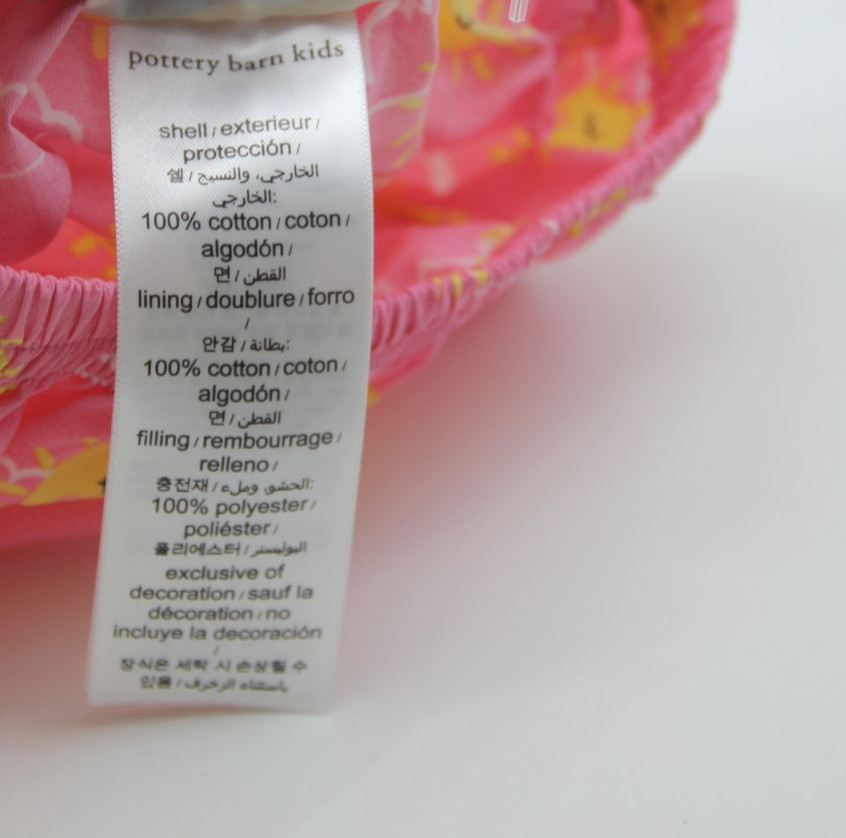 pottery barn kids
shell / exterieur /
protección /
쉘 / الخارجي، والنسيج
الخارجي:
100% cotton / coton /
algodón /
면 / القطن
lining / doublure / forro
/
안감 / بطانة:
100% cotton / coton /
algodón /
면 / القطن
filling / rembourrage /
relleno /
충전재 / الحشو وملء:
100% polyester /
poliéster /
폴리에스터 / البوليستر
exclusive of
decoration / sauf la
décoration / no
incluye la decoración
/
장식은 세탁 시 손상될 수
있음 / باستثناء الزخرف